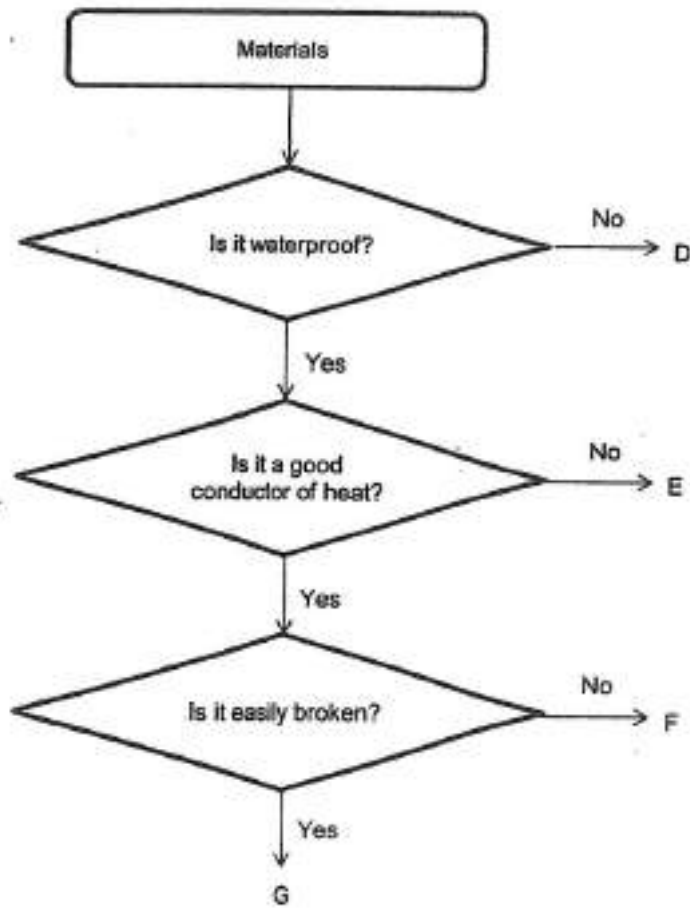 Materials
Is it waterproof?
No
D
Yes
Is it a good
conductor of heat?
No
E
Yes
Is it easily broken?
No
F
Yes
G